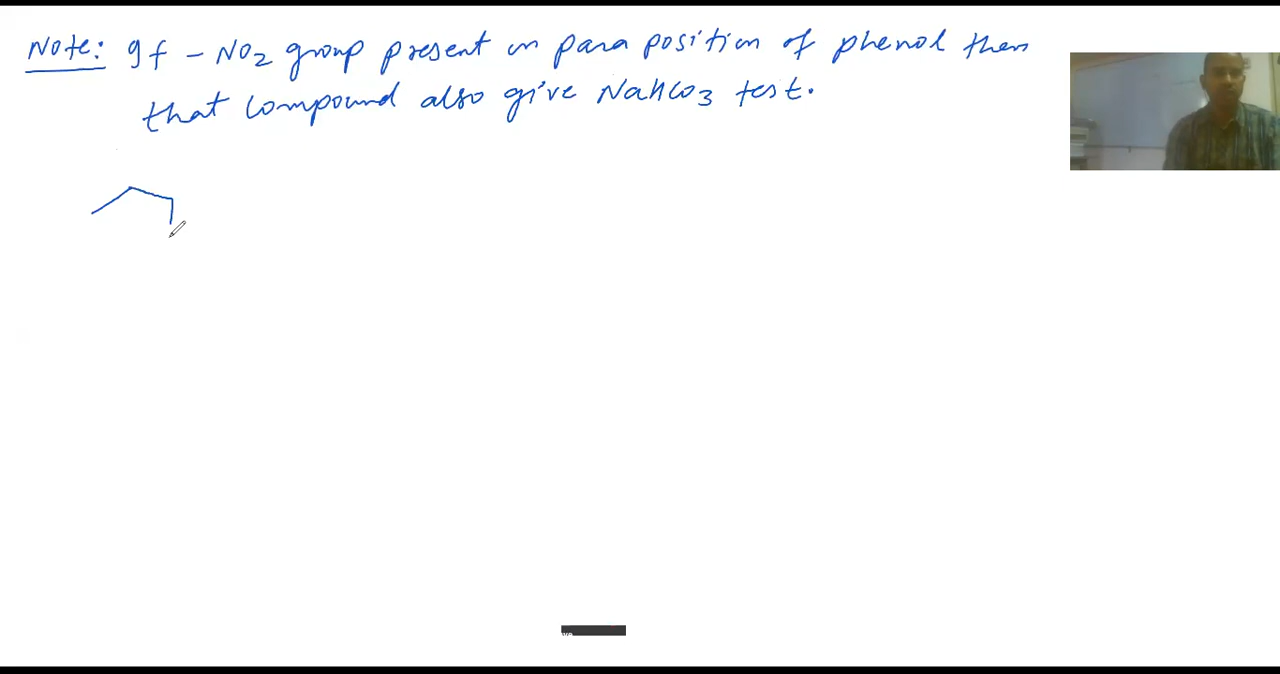 Note: If - NO2 group present in para position of phenol then
that compound also give NaHCO3 test.